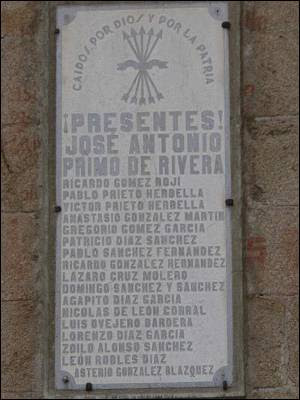 CAIDOS POR DIOS Y POR LA PATRIA
¡PRESENTES!
JOSÉ ANTONIO
PRIMO DE RIVERA
RICARDO GOMEZ ROJÍ
PABLO PRIETO HERBELLA
VICTOR PRIETO HERBELLA
ANASTASIO GONZALEZ MARTIN
GREGORIO GOMEZ GARCIA
PATRICIO DIAZ SANCHEZ
PABLO SANCHEZ FERNANDEZ
RICARDO GONZALEZ HERNANDEZ
LÁZARO CRUZ MOLERO
DOMINGO SANCHEZ Y SANCHEZ
AGAPITO DIAZ GARCIA
NICOLAS DE LEON CORRAL
LUIS OVEJERO BARDERA
LORENZO DIAZ GARCIA
ZOILO ALONSO SANCHEZ
LEON ROBLES DIAZ
ASTERIO GONZALEZ BLAZQUEZ